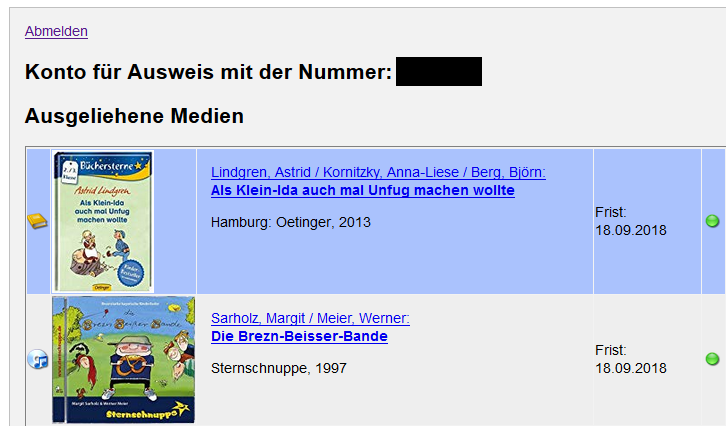 Abmelden
Konto für Ausweis mit der Nummer:
Ausgeliehene Medien
Büchersterne
2./3. Klasse
Astrid Lindgren
Als Klein-Ida
auch mal Unfug
machen wollte
Kinder-
Bestseller
Oetinger
Lindgren, Astrid / Kornitzky, Anna-Liese / Berg, Björn:
Als Klein-Ida auch mal Unfug machen wollte
Hamburg: Oetinger, 2013
Frist:
18.09.2018
die
Brezn-Beisser-Bande
Margit Sarholz & Werner Meier
Sternschnuppe
Sarholz, Margit / Meier, Werner:
Die Brezn-Beisser-Bande
Sternschnuppe, 1997
Frist:
18.09.2018